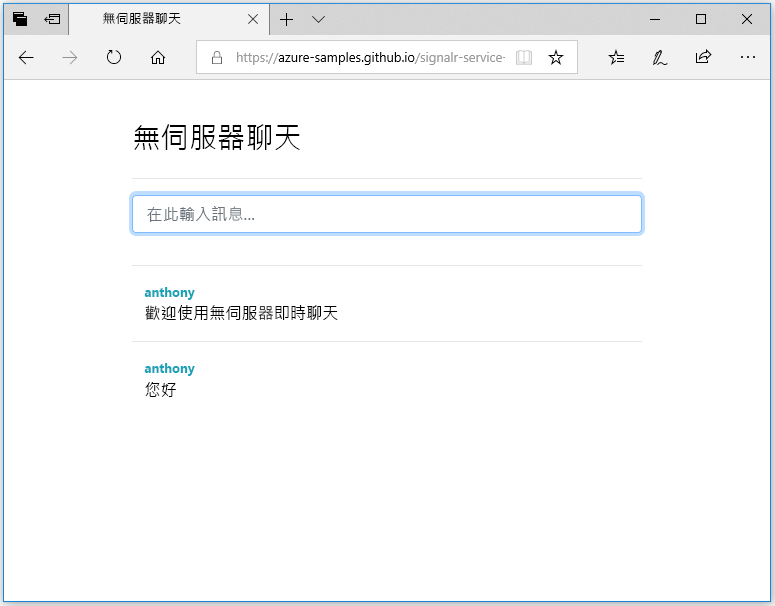 無伺服器聊天
https://azure-samples.github.io/signalr-service-
無伺服器聊天
在此輸入訊息...
anthony
歡迎使用無伺服器即時聊天
anthony
您好